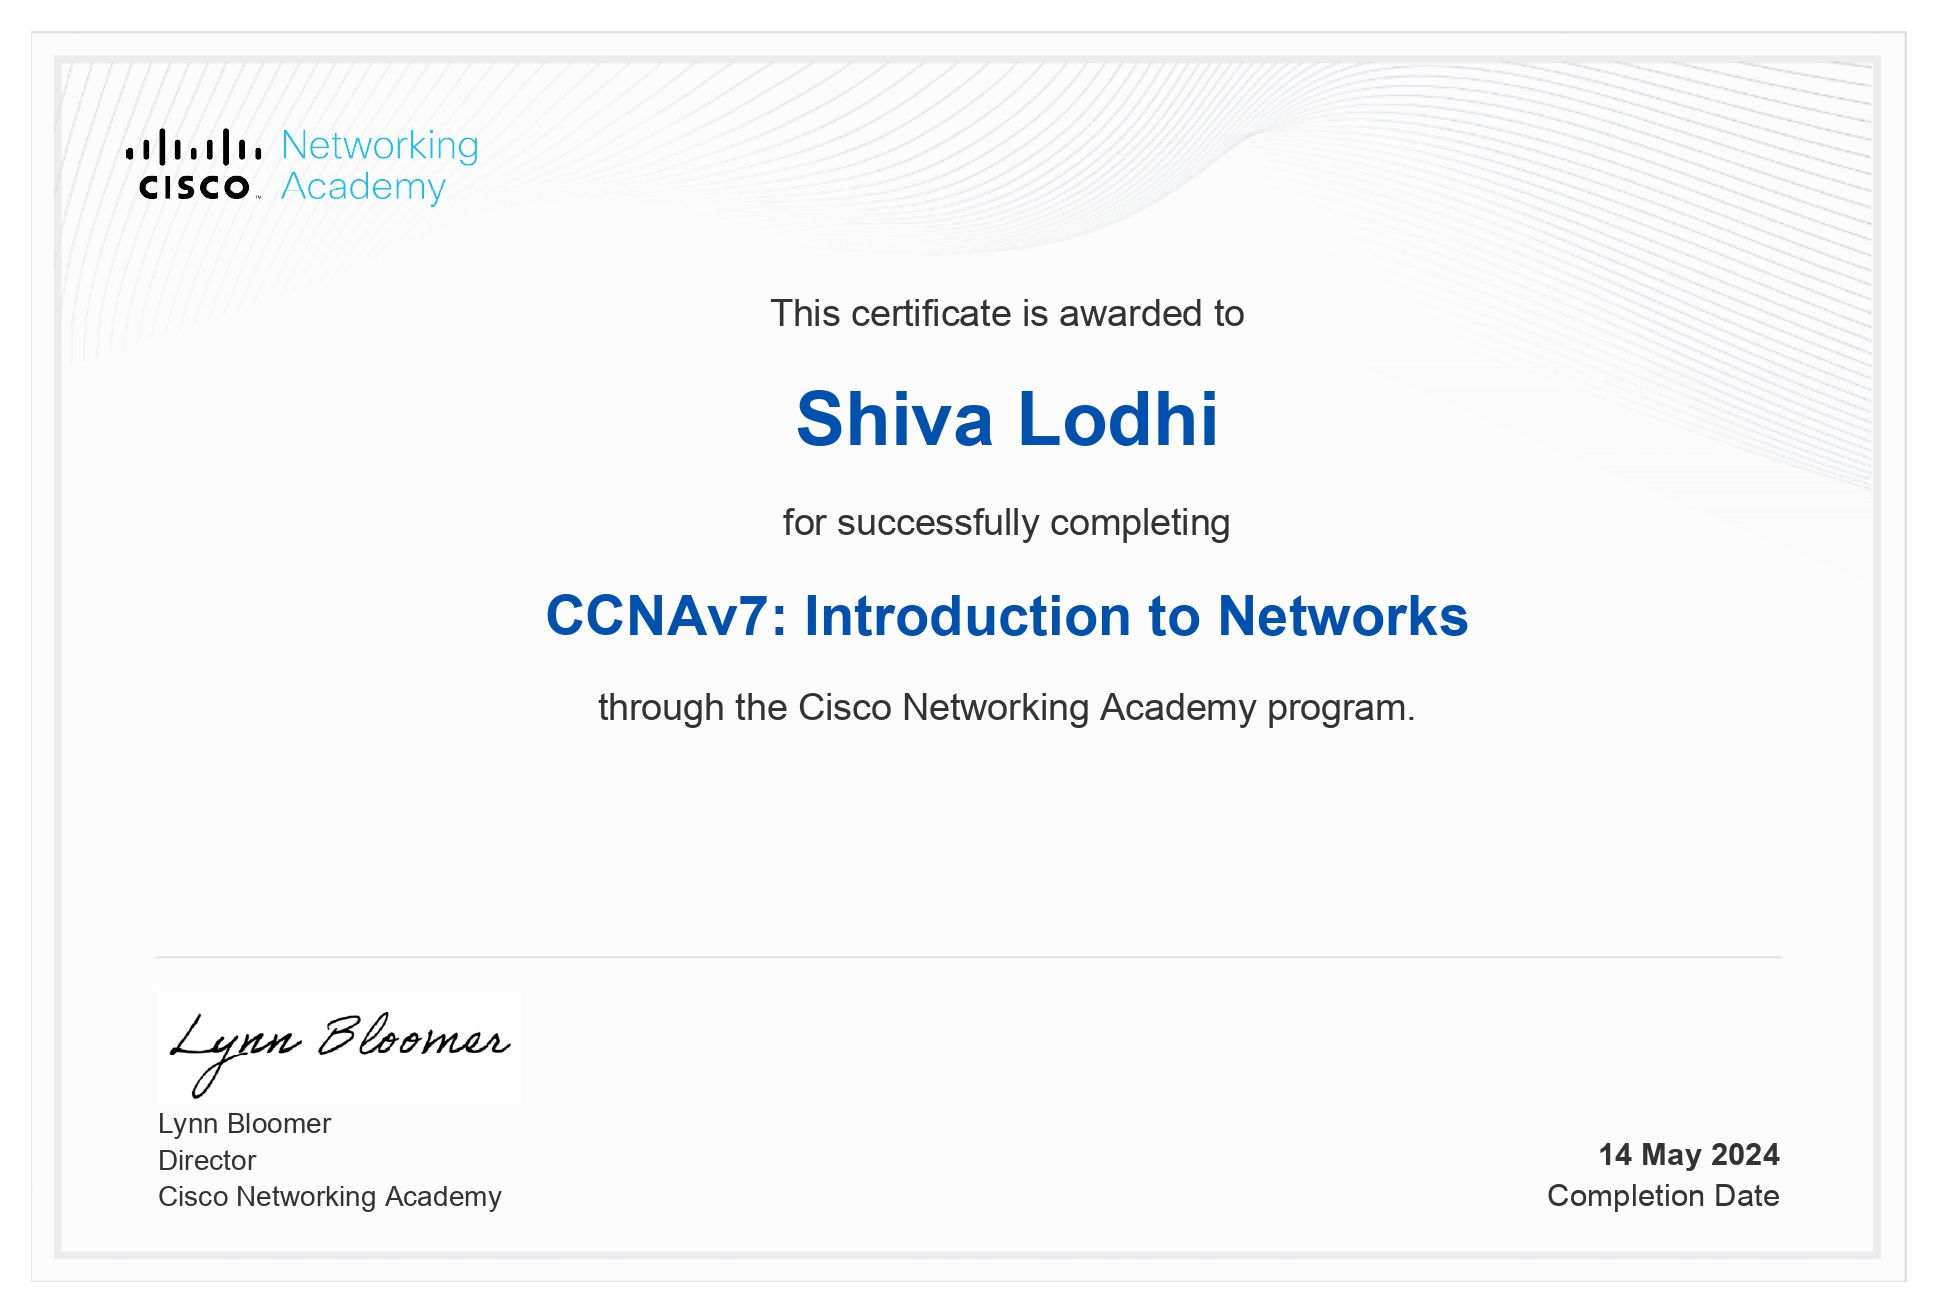 Networking
CISCO™ Academy
This certificate is awarded to
Shiva Lodhi
for successfully completing
CCNAv7: Introduction to Networks
through the Cisco Networking Academy program.
Lynn Bloomer
Lynn Bloomer
Director
Cisco Networking Academy
14 May 2024
Completion Date